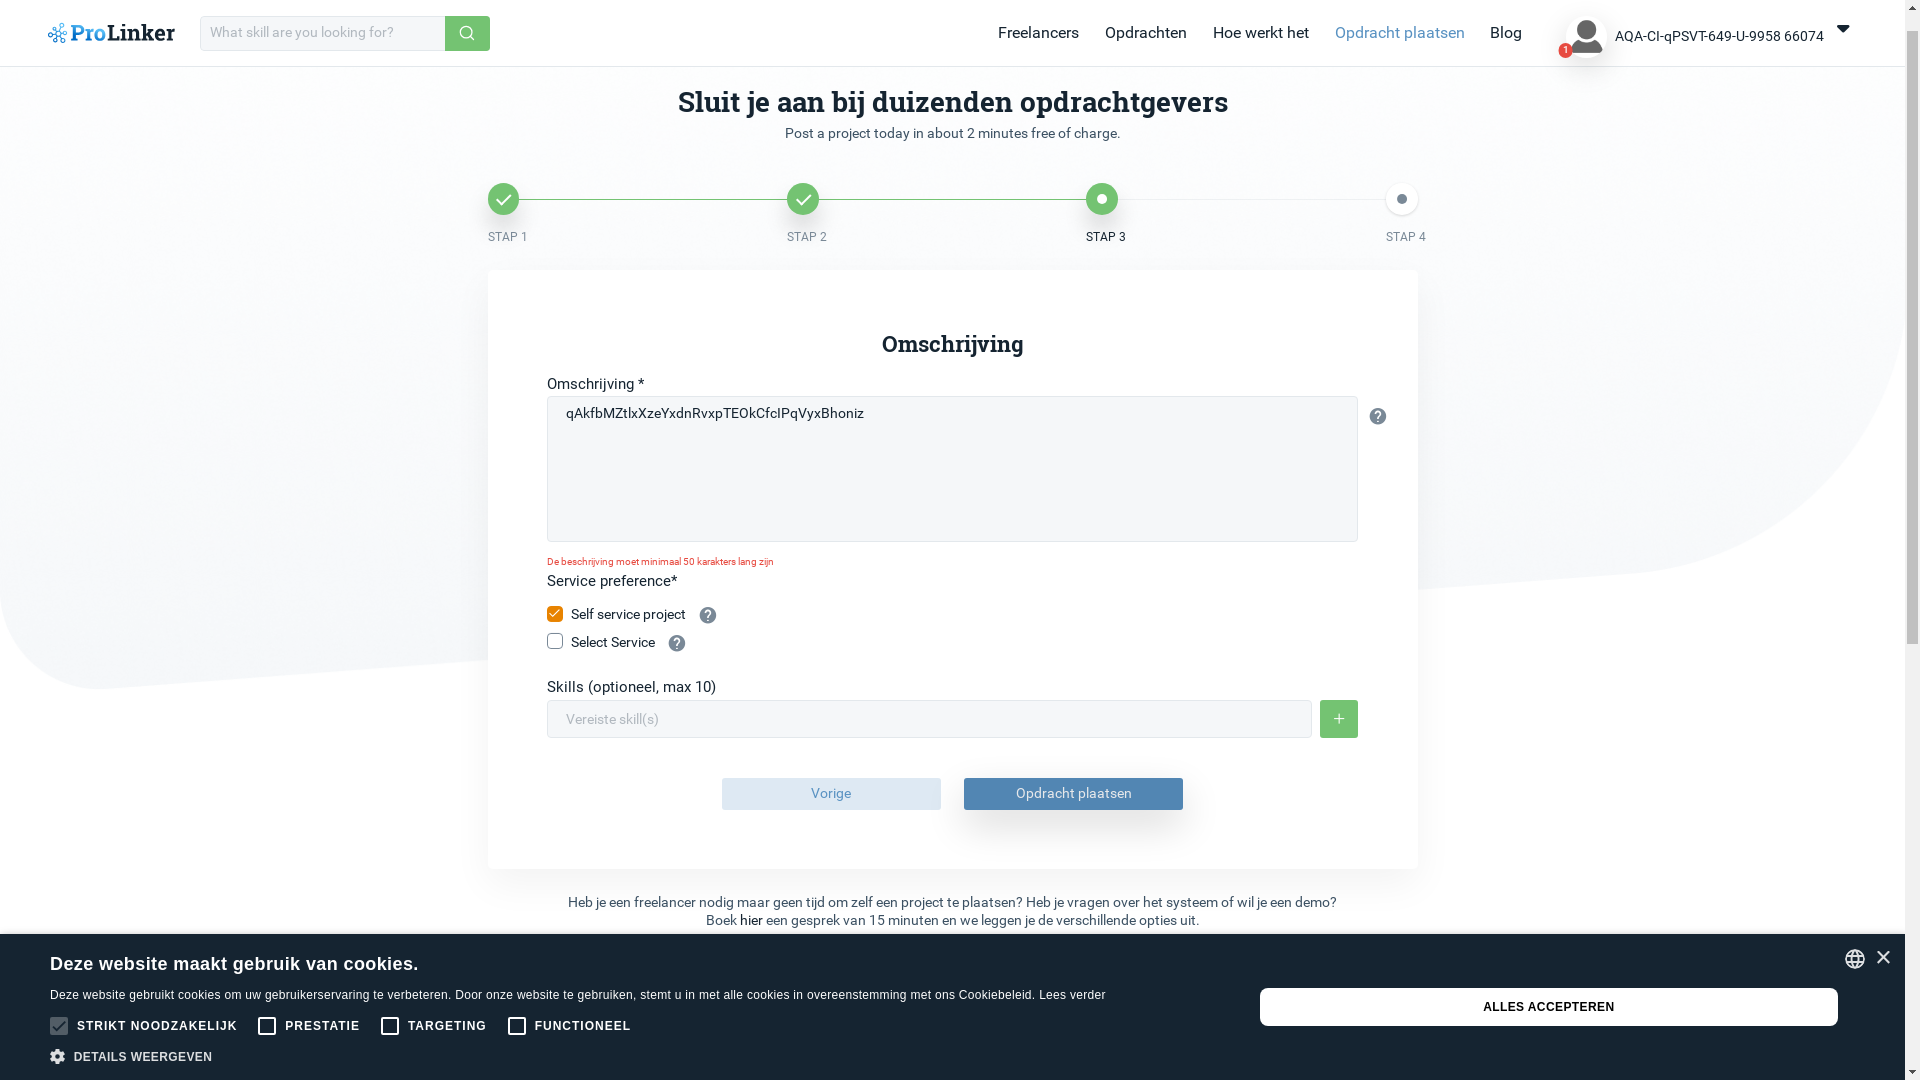 ProLinker
What skill are you looking for?
Freelancers
Opdrachten
Hoe werkt het
Opdracht plaatsen
Blog
1
AQA-CI-qPSVT-649-U-9958 66074
Sluit je aan bij duizenden opdrachtgevers
Post a project today in about 2 minutes free of charge.
STAP 1
STAP 2
STAP 3
STAP 4
Omschrijving
Omschrijving *
qAkfbMZtlxXzeYxdnRvxpTEOkCfcIPqVyxBhoniz
De beschrijving moet minimaal 50 karakters lang zijn
Service preference*
Self service project
Select Service
Skills (optioneel, max 10)
Vereiste skill(s)
Vorige
Opdracht plaatsen
Heb je een freelancer nodig maar geen tijd om zelf een project te plaatsen? Heb je vragen over het systeem of wil je een demo?
Boek hier een gesprek van 15 minuten en we leggen je de verschillende opties uit.
Deze website maakt gebruik van cookies.
Deze website gebruikt cookies om uw gebruikerservaring te verbeteren. Door onze website te gebruiken, stemt u in met alle cookies in overeenstemming met ons Cookiebeleid. Lees verder
STRIKT NOODZAKELIJK
PRESTATIE
TARGETING
FUNCTIONEEL
DETAILS WEERGEVEN
ALLES ACCEPTEREN